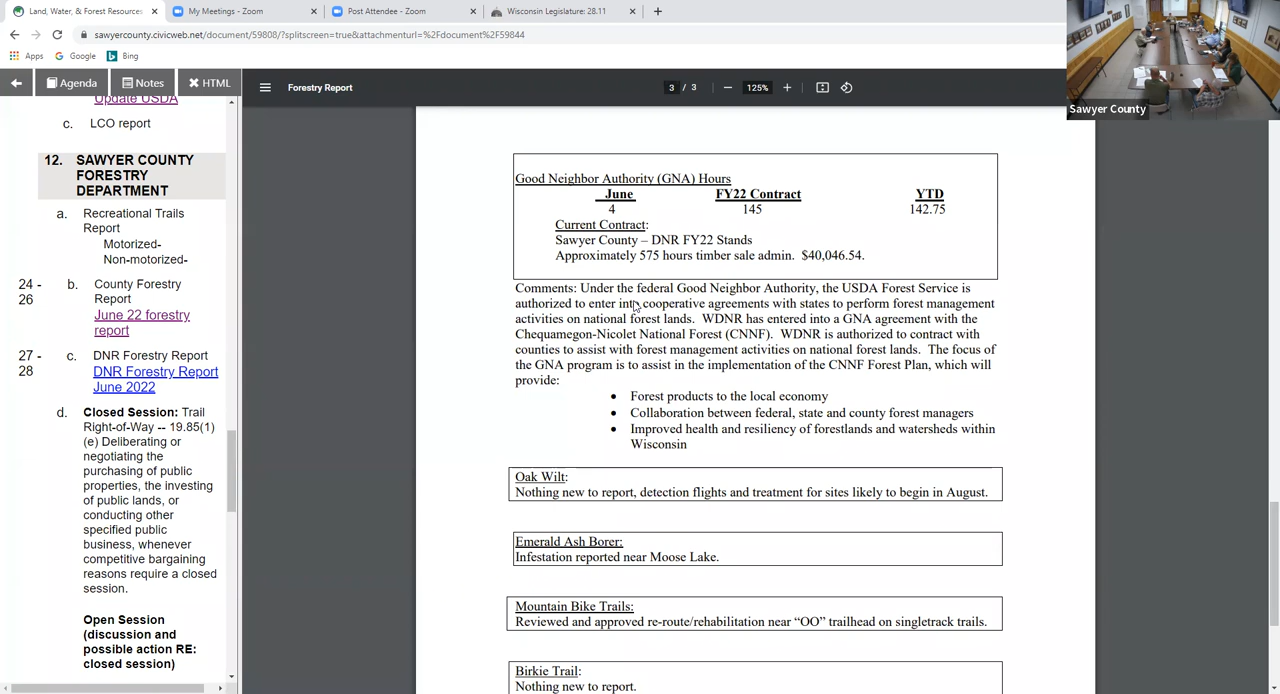 Land, Water, & Forest Resources
My Meetings - Zoom
Post Attendee - Zoom
Wisconsin Legislature: 28.11
sawyercounty.civicweb.net/document/59808/?splitscreen=true&attachmenturl=%2Fdocument%2F59844
Apps
Google
Bing
Sawyer County
Agenda
Notes
HTML
Forestry Report
3 / 3
125%
Update USDA
c. LCO report
12. SAWYER COUNTY
FORESTRY
DEPARTMENT
a. Recreational Trails
Report
Motorized-
Non-motorized-
24 - b. County Forestry
26 Report
June 22 forestry
report
27 - c. DNR Forestry Report
28 DNR Forestry Report
June 2022
d. Closed Session: Trail
Right-of-Way -- 19.85(1)
(e) Deliberating or
negotiating the
purchasing of public
properties, the investing
of public lands, or
conducting other
specified public
business, whenever
competitive bargaining
reasons require a closed
session.
Open Session
(discussion and
possible action RE:
closed session)
Good Neighbor Authority (GNA) Hours
June FY22 Contract YTD
4 145 142.75
Current Contract:
Sawyer County – DNR FY22 Stands
Approximately 575 hours timber sale admin. $40,046.54.
Comments: Under the federal Good Neighbor Authority, the USDA Forest Service is
authorized to enter into cooperative agreements with states to perform forest management
activities on national forest lands. WDNR has entered into a GNA agreement with the
Chequamegon-Nicolet National Forest (CNNF). WDNR is authorized to contract with
counties to assist with forest management activities on national forest lands. The focus of
the GNA program is to assist in the implementation of the CNNF Forest Plan, which will
provide:
• Forest products to the local economy
• Collaboration between federal, state and county forest managers
• Improved health and resiliency of forestlands and watersheds within
Wisconsin
Oak Wilt:
Nothing new to report, detection flights and treatment for sites likely to begin in August.
Emerald Ash Borer:
Infestation reported near Moose Lake.
Mountain Bike Trails:
Reviewed and approved re-route/rehabilitation near “OO” trailhead on singletrack trails.
Birkie Trail:
Nothing new to report.